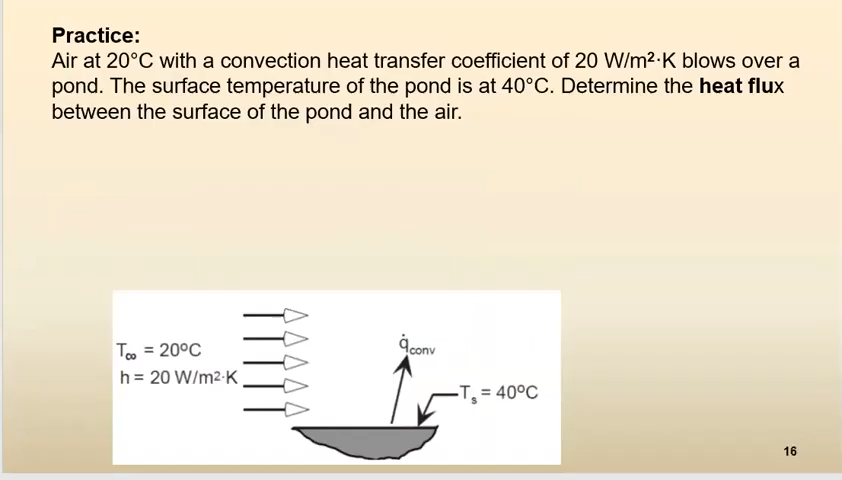 Practice:
Air at 20°C with a convection heat transfer coefficient of 20 W/m²·K blows over a
pond. The surface temperature of the pond is at 40°C. Determine the heat flux
between the surface of the pond and the air.
T∞ = 20ºC
h = 20 W/m²·K
q̇conv
Ts = 40ºC
16